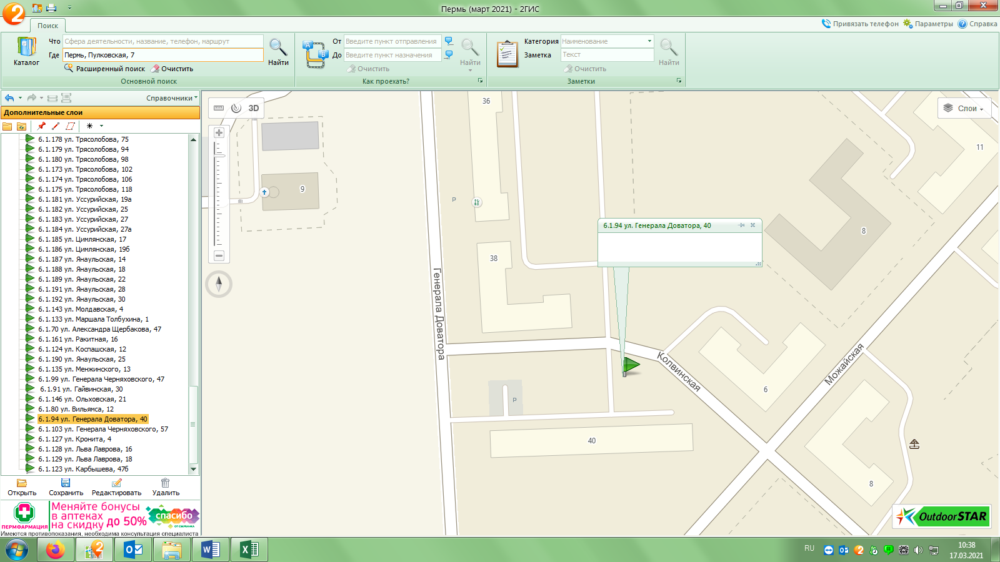 Пермь (март 2021) - 2ГИС
Поиск
Привязать телефон
Параметры
Справка
Каталог
Что
Сфера деятельности, название, телефон, маршрут
Где
Пермь, Пулковская, 7
Расширенный поиск
Очистить
Найти
Основной поиск
От
Введите пункт отправления
До
Введите пункт назначения
Очистить
Найти
Как проехать?
Категория
Наименование
Заметка
Текст
Очистить
Найти
Заметки
Справочники
Дополнительные слои
6.1.178 ул. Трясолобова, 75
6.1.179 ул. Трясолобова, 94
6.1.180 ул. Трясолобова, 98
6.1.173 ул. Трясолобова, 102
6.1.174 ул. Трясолобова, 106
6.1.175 ул. Трясолобова, 118
6.1.181 ул. Уссурийская, 19а
6.1.182 ул. Уссурийская, 25
6.1.183 ул. Уссурийская, 27
6.1.184 ул. Уссурийская, 27а
6.1.185 ул. Цимлянская, 17
6.1.186 ул. Цимлянская, 19б
6.1.187 ул. Янаульская, 14
6.1.188 ул. Янаульская, 18
6.1.189 ул. Янаульская, 22
6.1.191 ул. Янаульская, 28
6.1.192 ул. Янаульская, 30
6.1.143 ул. Молдавская, 4
6.1.133 ул. Маршала Толбухина, 1
6.1.70 ул. Александра Щербакова, 47
6.1.161 ул. Ракитная, 16
6.1.124 ул. Коспашская, 12
6.1.190 ул. Янаульская, 25
6.1.135 ул. Менжинского, 13
6.1.99 ул. Генерала Черняховского, 47
6.1.91 ул. Гайвинская, 30
6.1.146 ул. Ольховская, 21
6.1.80 ул. Вильямса, 12
6.1.94 ул. Генерала Доватора, 40
6.1.103 ул. Генерала Черняховского, 57
6.1.127 ул. Кронита, 4
6.1.128 ул. Льва Лаврова, 16
6.1.129 ул. Льва Лаврова, 18
6.1.123 ул. Карбышева, 47б
Открыть
Сохранить
Редактировать
Удалить
ПЕРМФАРМАЦИЯ
Меняйте бонусы
в аптеках
на скидку до 50%
спасибо
ОТ СБЕРБАНКА
Имеются противопоказания, необходима консультация специалиста
3D
Слои
36
11
9
P
8
38
6.1.94 ул. Генерала Доватора, 40
Генерала Доватора
Колвинская
Можайская
6
P
40
8
OutdoorSTAR
RU
10:38
17.03.2021